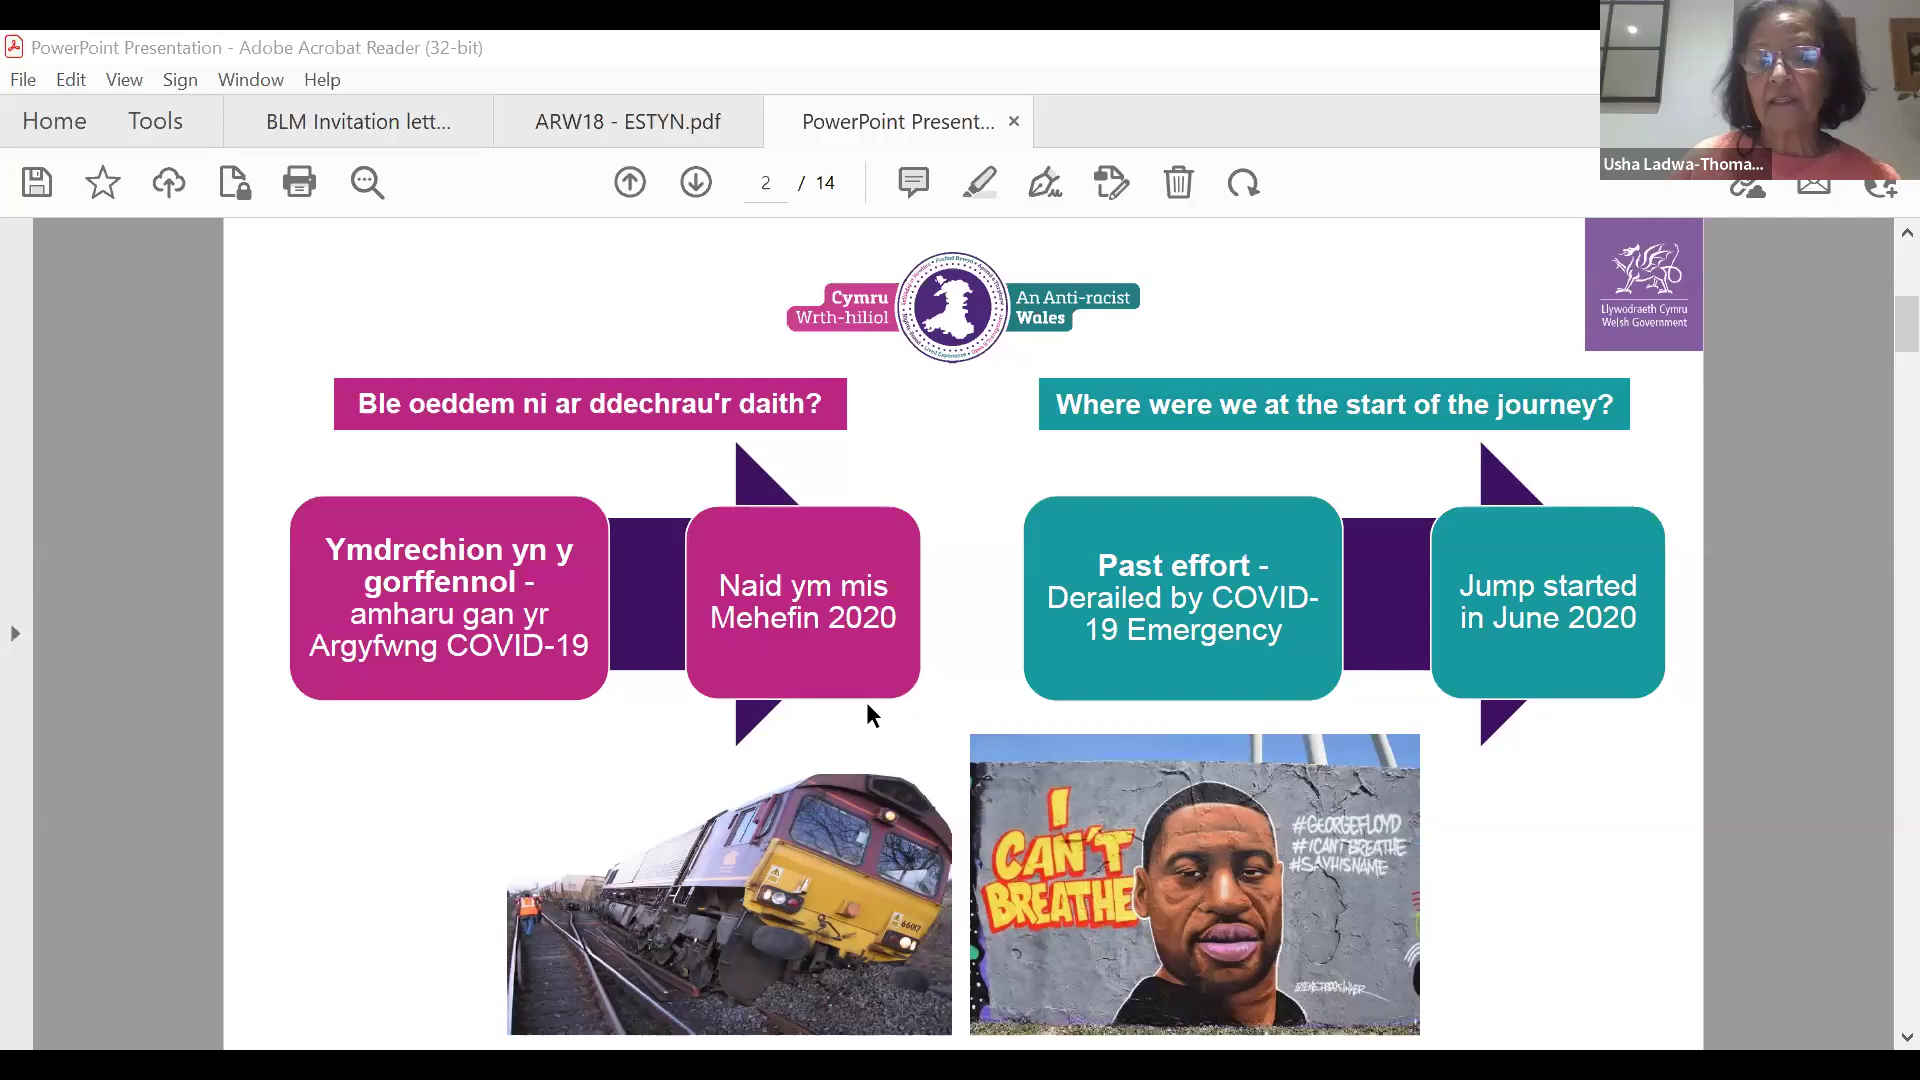 PowerPoint Presentation - Adobe Acrobat Reader (32-bit)
File Edit View Sign Window Help
Home Tools BLM Invitation lett... ARW18 - ESTYN.pdf PowerPoint Present... ×
2 / 14
Usha Ladwa-Thoma...
Cymru
Wrth-hiliol
An Anti-racist
Wales
Llywodraeth Cymru
Welsh Government
Ble oeddem ni ar ddechrau'r daith?
Where were we at the start of the journey?
Ymdrechion yn y
gorffennol -
amharu gan yr
Argyfwng COVID-19
Naid ym mis
Mehefin 2020
Past effort -
Derailed by COVID-
19 Emergency
Jump started
in June 2020
66017
I
CAN'T
BREATHE
#GEORGEFLOYD
#ICANTBREATHE
#SAYHISNAME